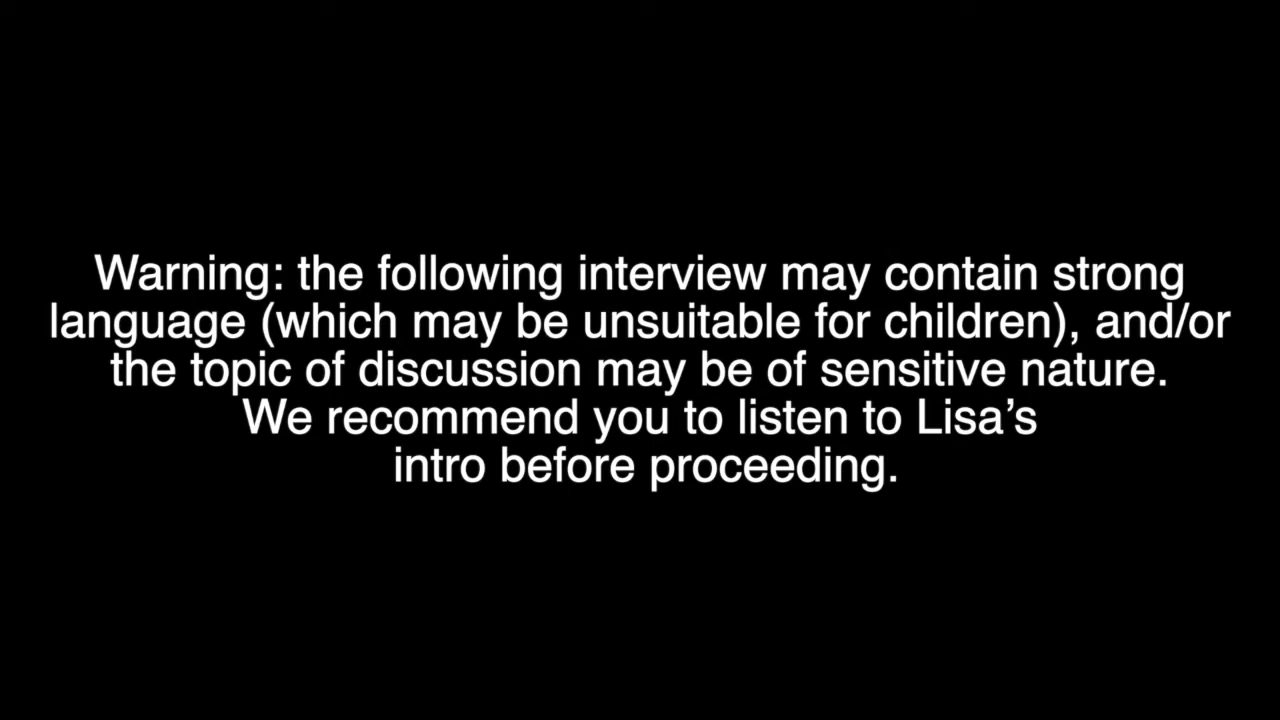 Warning: the following interview may contain strong
language (which may be unsuitable for children), and/or
the topic of discussion may be of sensitive nature.
We recommend you to listen to Lisa’s
intro before proceeding.